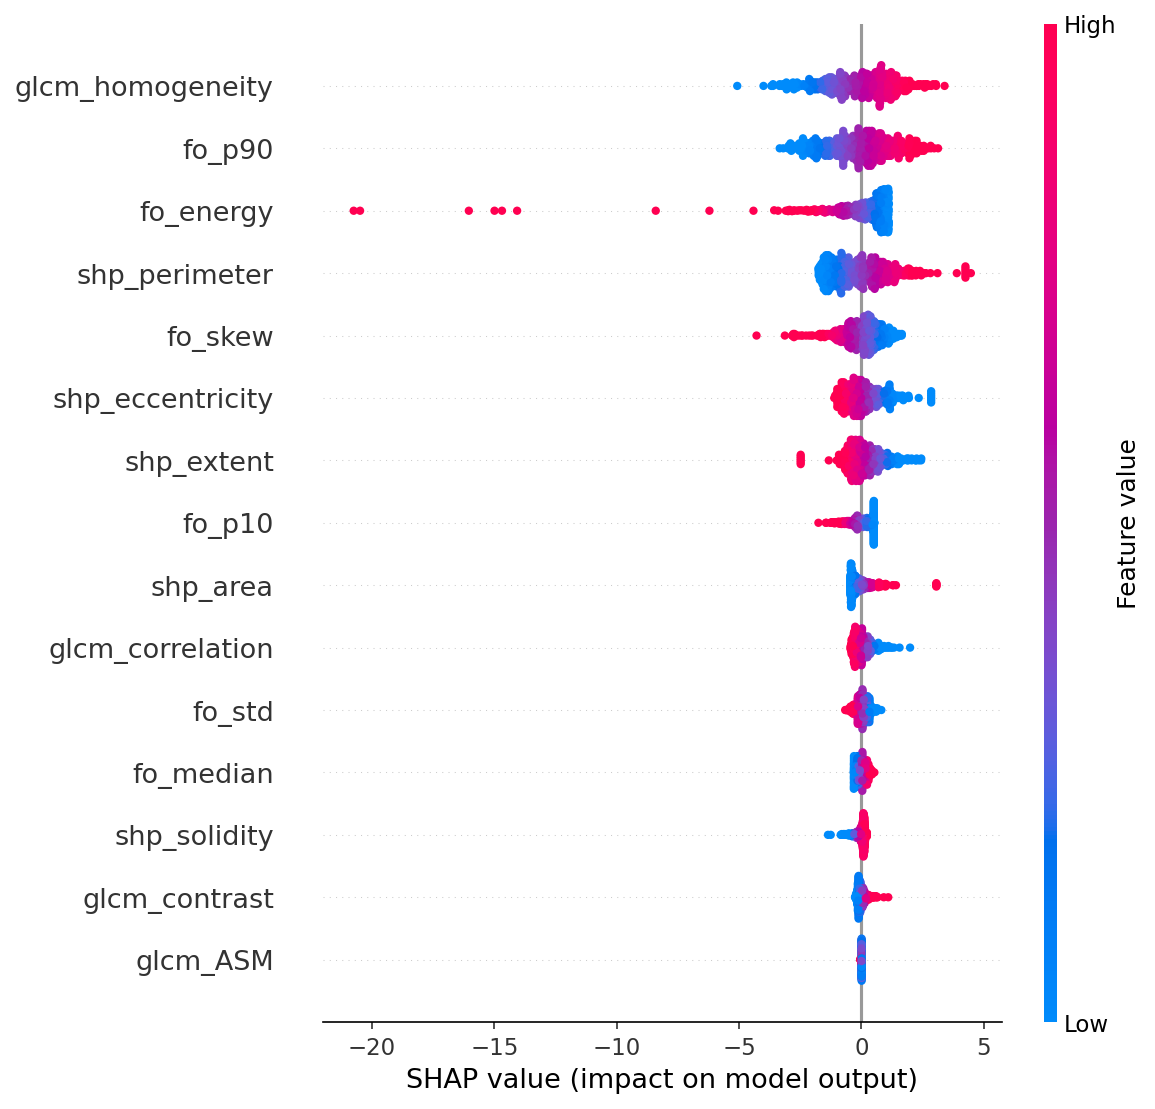 High
glcm_homogeneity
fo_p90
fo_energy
shp_perimeter
fo_skew
shp_eccentricity
shp_extent
fo_p10
shp_area
glcm_correlation
fo_std
fo_median
shp_solidity
glcm_contrast
glcm_ASM
Feature value
Low
−20 −15 −10 −5 0 5
SHAP value (impact on model output)